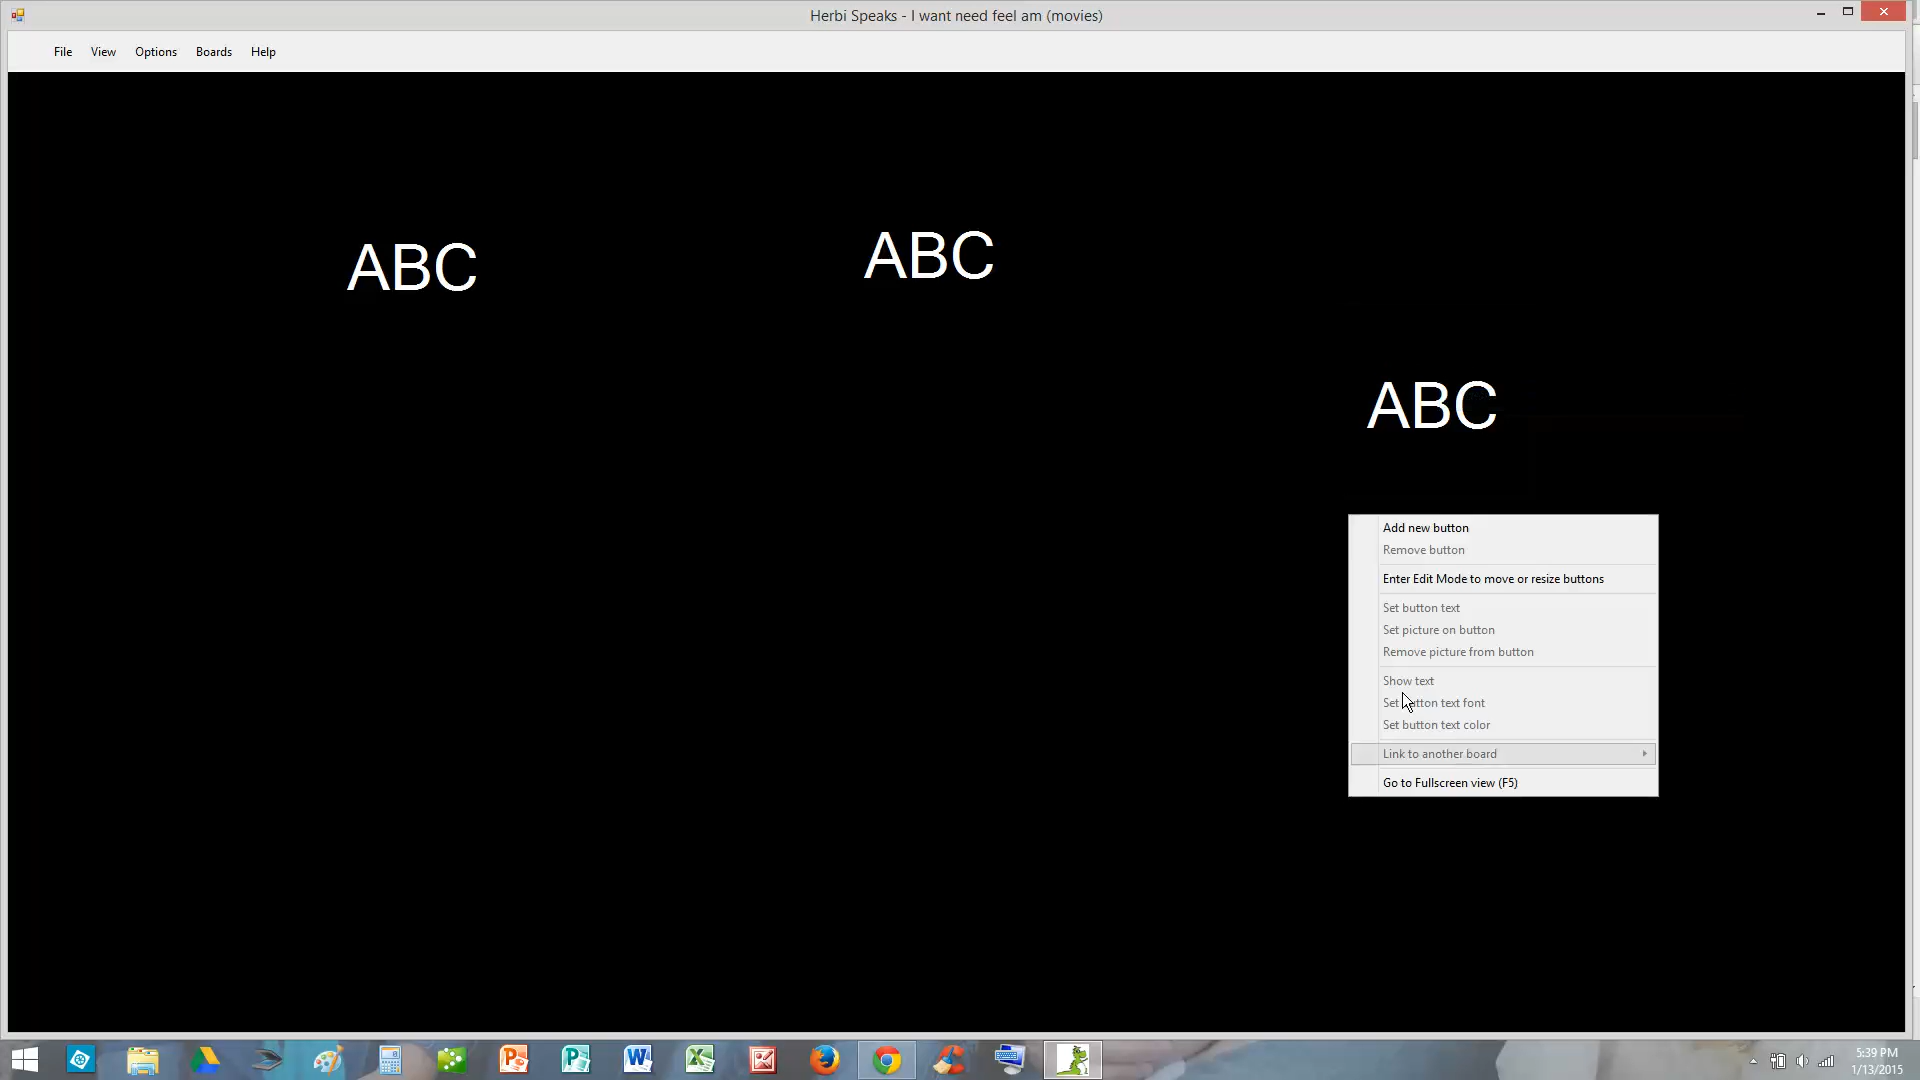 Herbi Speaks - I want need feel am (movies)
File View Options Boards Help
ABC
ABC
ABC
Add new button
Remove button
Enter Edit Mode to move or resize buttons
Set button text
Set picture on button
Remove picture from button
Show text
Set button text font
Set button text color
Link to another board
Go to Fullscreen view (F5)
5:39 PM
1/13/2015